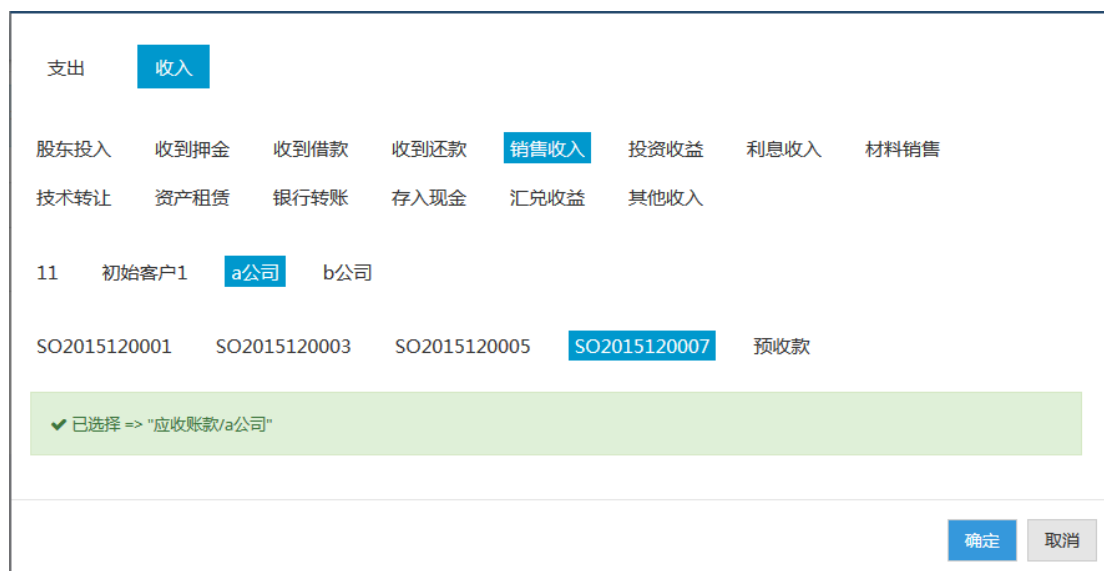 支出 收入
股东投入 收到押金 收到借款 收到还款 销售收入 投资收益 利息收入 材料销售
技术转让 资产租赁 银行转账 存入现金 汇兑收益 其他收入
11 初始客户1 a公司 b公司
SO2015120001 SO2015120003 SO2015120005 SO2015120007 预收款
已选择 => "应收账款/a公司"
确定 取消